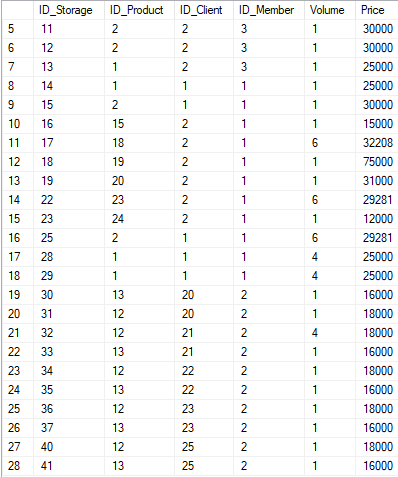 ID_Storage ID_Product ID_Client ID_Member Volume Price
5 11 2 2 3 1 30000
6 12 2 2 3 1 30000
7 13 1 2 3 1 25000
8 14 1 1 1 1 25000
9 15 2 1 1 1 30000
10 16 15 2 1 1 15000
11 17 18 2 1 6 32208
12 18 19 2 1 1 75000
13 19 20 2 1 1 31000
14 22 23 2 1 6 29281
15 23 24 2 1 1 12000
16 25 2 1 1 6 29281
17 28 1 1 1 4 25000
18 29 1 1 1 4 25000
19 30 13 20 2 1 16000
20 31 12 20 2 1 18000
21 32 12 21 2 4 18000
22 33 13 21 2 1 16000
23 34 12 22 2 1 18000
24 35 13 22 2 1 16000
25 36 12 23 2 1 18000
26 37 13 23 2 1 16000
27 40 12 25 2 1 18000
28 41 13 25 2 1 16000